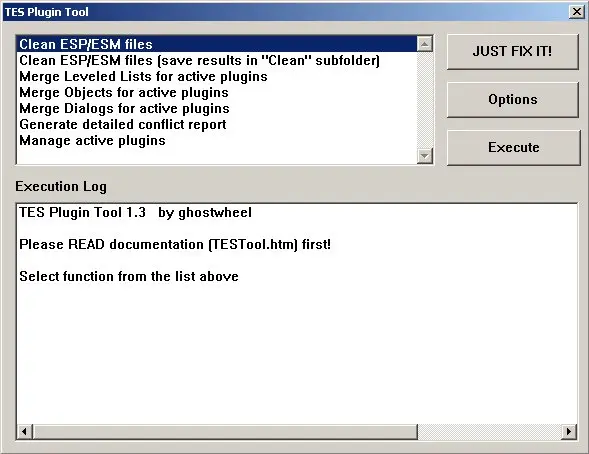 TES Plugin Tool
Clean ESP/ESM files
Clean ESP/ESM files (save results in "Clean" subfolder)
Merge Leveled Lists for active plugins
Merge Objects for active plugins
Merge Dialogs for active plugins
Generate detailed conflict report
Manage active plugins
JUST FIX IT!
Options
Execute
Execution Log
TES Plugin Tool 1.3   by ghostwheel
Please READ documentation (TESTool.htm) first!
Select function from the list above